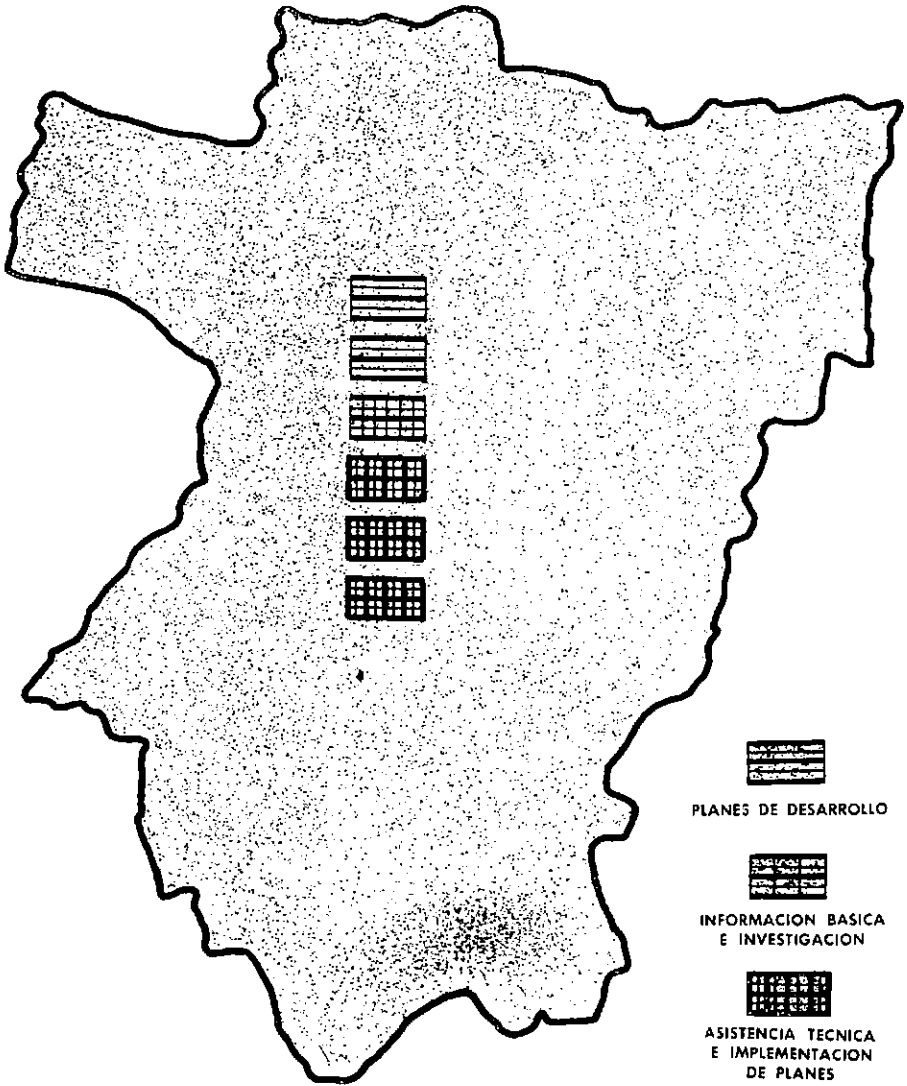 PLANES DE DESARROLLO
INFORMACION BASICA
E INVESTIGACION
ASISTENCIA TECNICA
E IMPLEMENTACION
DE PLANES